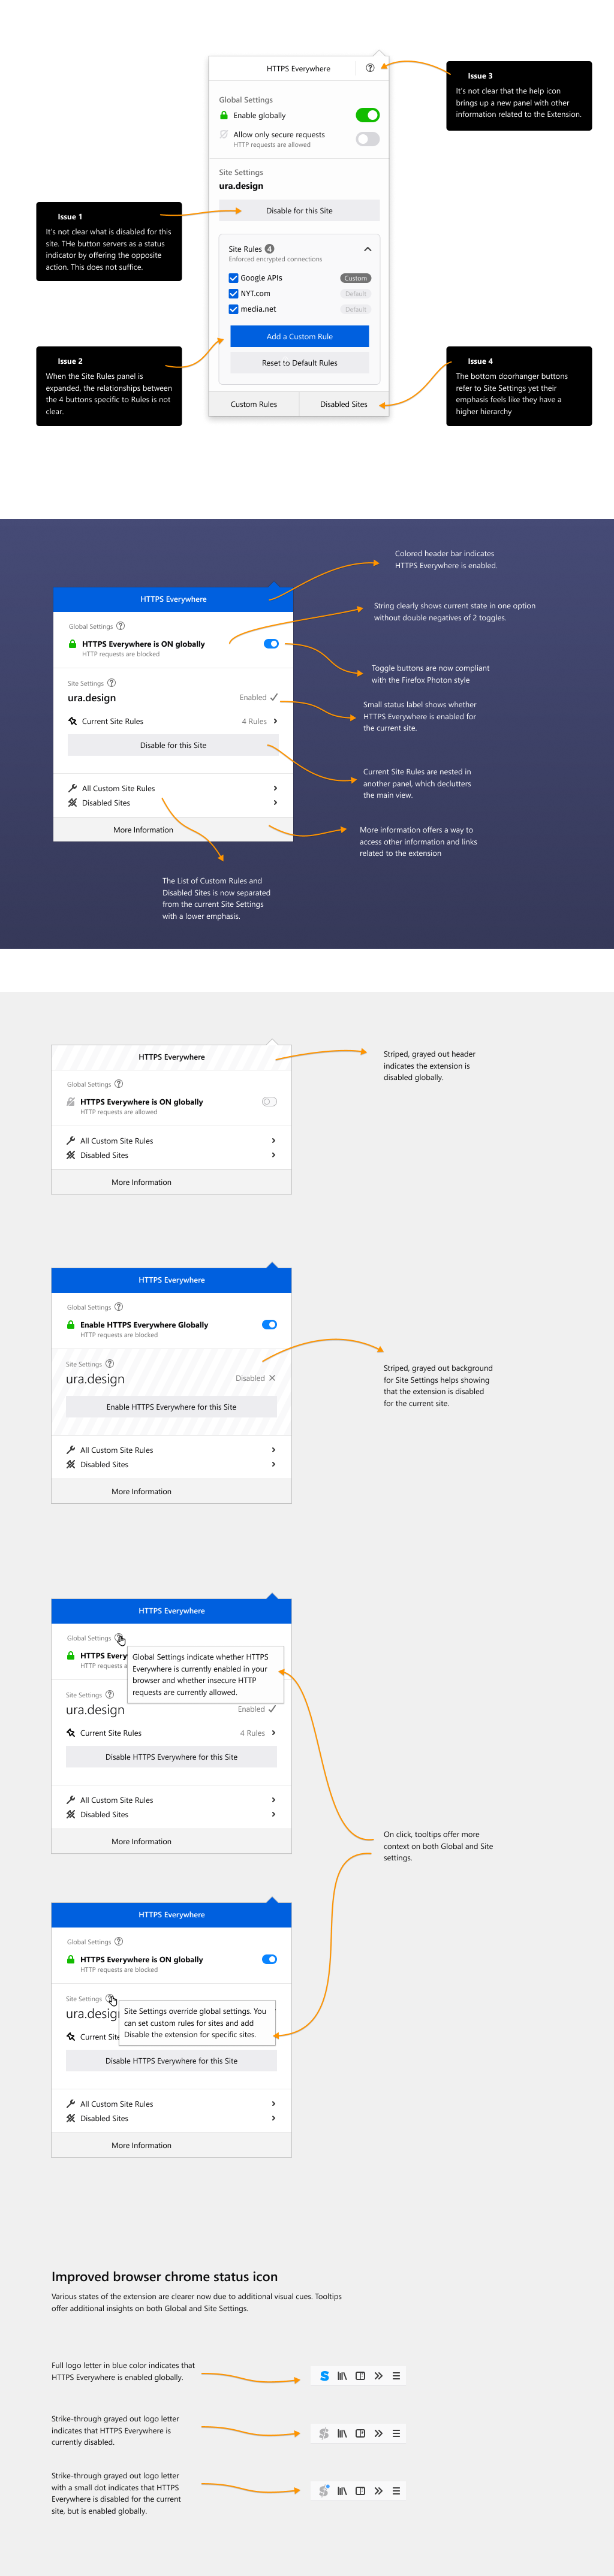 HTTPS Everywhere
Global Settings
Enable globally
Allow only secure requests
HTTP requests are allowed
Site Settings
ura.design
Disable for this Site
Site Rules 4
Enforced encrypted connections
Google APIs Custom
NYT.com Default
media.net Default
Add a Custom Rule
Reset to Default Rules
Custom Rules Disabled Sites
Issue 3
It's not clear that the help icon
brings up a new panel with other
information related to the Extension.
Issue 1
It's not clear what is disabled for this
site. THe button servers as a status
indicator by offering the opposite
action. This does not suffice.
Issue 2
When the Site Rules panel is
expanded, the relationships between
the 4 buttons specific to Rules is not
clear.
Issue 4
The bottom doorhanger buttons
refer to Site Settings yet their
emphasis feels like they have a
higher hierarchy
HTTPS Everywhere
Global Settings
HTTPS Everywhere is ON globally
HTTP requests are blocked
Site Settings
ura.design Enabled
Current Site Rules 4 Rules
Disable for this Site
All Custom Site Rules
Disabled Sites
More Information
Colored header bar indicates
HTTPS Everywhere is enabled.
String clearly shows current state in one option
without double negatives of 2 toggles.
Toggle buttons are now compliant
with the Firefox Photon style
Small status label shows whether
HTTPS Everywhere is enabled for
the current site.
Current Site Rules are nested in
another panel, which declutters
the main view.
More information offers a way to
access other information and links
related to the extension
The List of Custom Rules and
Disabled Sites is now separated
from the current Site Settings
with a lower emphasis.
HTTPS Everywhere
Global Settings
HTTPS Everywhere is ON globally
HTTP requests are allowed
All Custom Site Rules
Disabled Sites
More Information
Striped, grayed out header
indicates the extension is
disabled globally.
HTTPS Everywhere
Global Settings
Enable HTTPS Everywhere Globally
HTTP requests are blocked
Site Settings
ura.design Disabled
Enable HTTPS Everywhere for this Site
All Custom Site Rules
Disabled Sites
More Information
Striped, grayed out background
for Site Settings helps showing
that the extension is disabled
for the current site.
HTTPS Everywhere
Global Settings
HTTPS Every
HTTP requests a
Global Settings indicate whether HTTPS
Everywhere is currently enabled in your
browser and whether insecure HTTP
requests are currently allowed.
Site Settings
ura.design Enabled
Current Site Rules 4 Rules
Disable HTTPS Everywhere for this Site
All Custom Site Rules
Disabled Sites
More Information
On click, tooltips offer more
context on both Global and Site
settings.
HTTPS Everywhere
Global Settings
HTTPS Everywhere is ON globally
HTTP requests are blocked
Site Settings
ura.desig
Current Site
Site Settings override global settings. You
can set custom rules for sites and add
Disable the extension for specific sites.
Disable HTTPS Everywhere for this Site
All Custom Site Rules
Disabled Sites
More Information
Improved browser chrome status icon
Various states of the extension are clearer now due to additional visual cues. Tooltips
offer additional insights on both Global and Site Settings.
Full logo letter in blue color indicates that
HTTPS Everywhere is enabled globally.
S
Strike-through grayed out logo letter
indicates that HTTPS Everywhere is
currently disabled.
S
Strike-through grayed out logo letter
with a small dot indicates that HTTPS
Everywhere is disabled for the current
site, but is enabled globally.
S